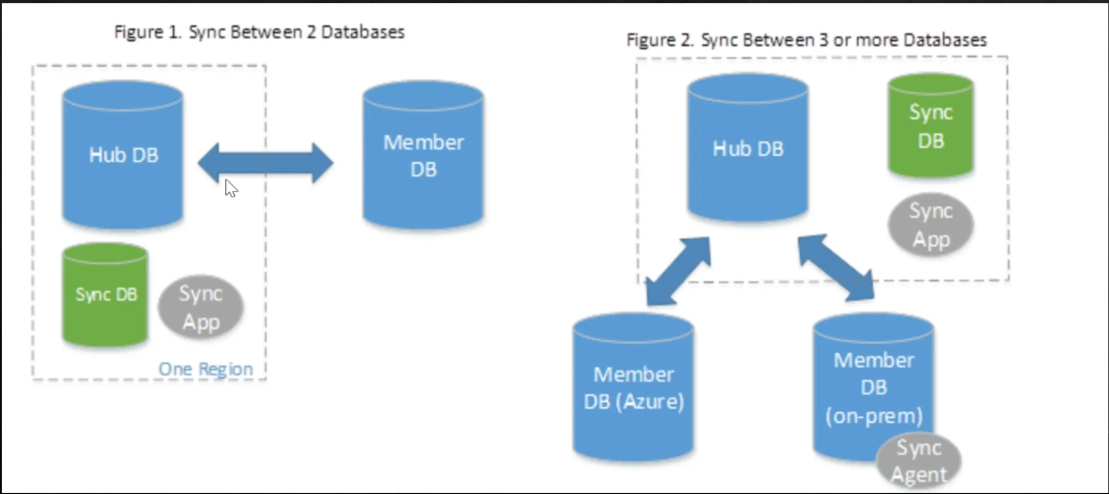 Figure 1. Sync Between 2 Databases
Hub DB
Member
DB
Sync DB
Sync
App
One Region
Figure 2. Sync Between 3 or more Databases
Hub DB
Sync
DB
Sync
App
Member
DB (Azure)
Member
DB
(on-prem)
Sync
Agent